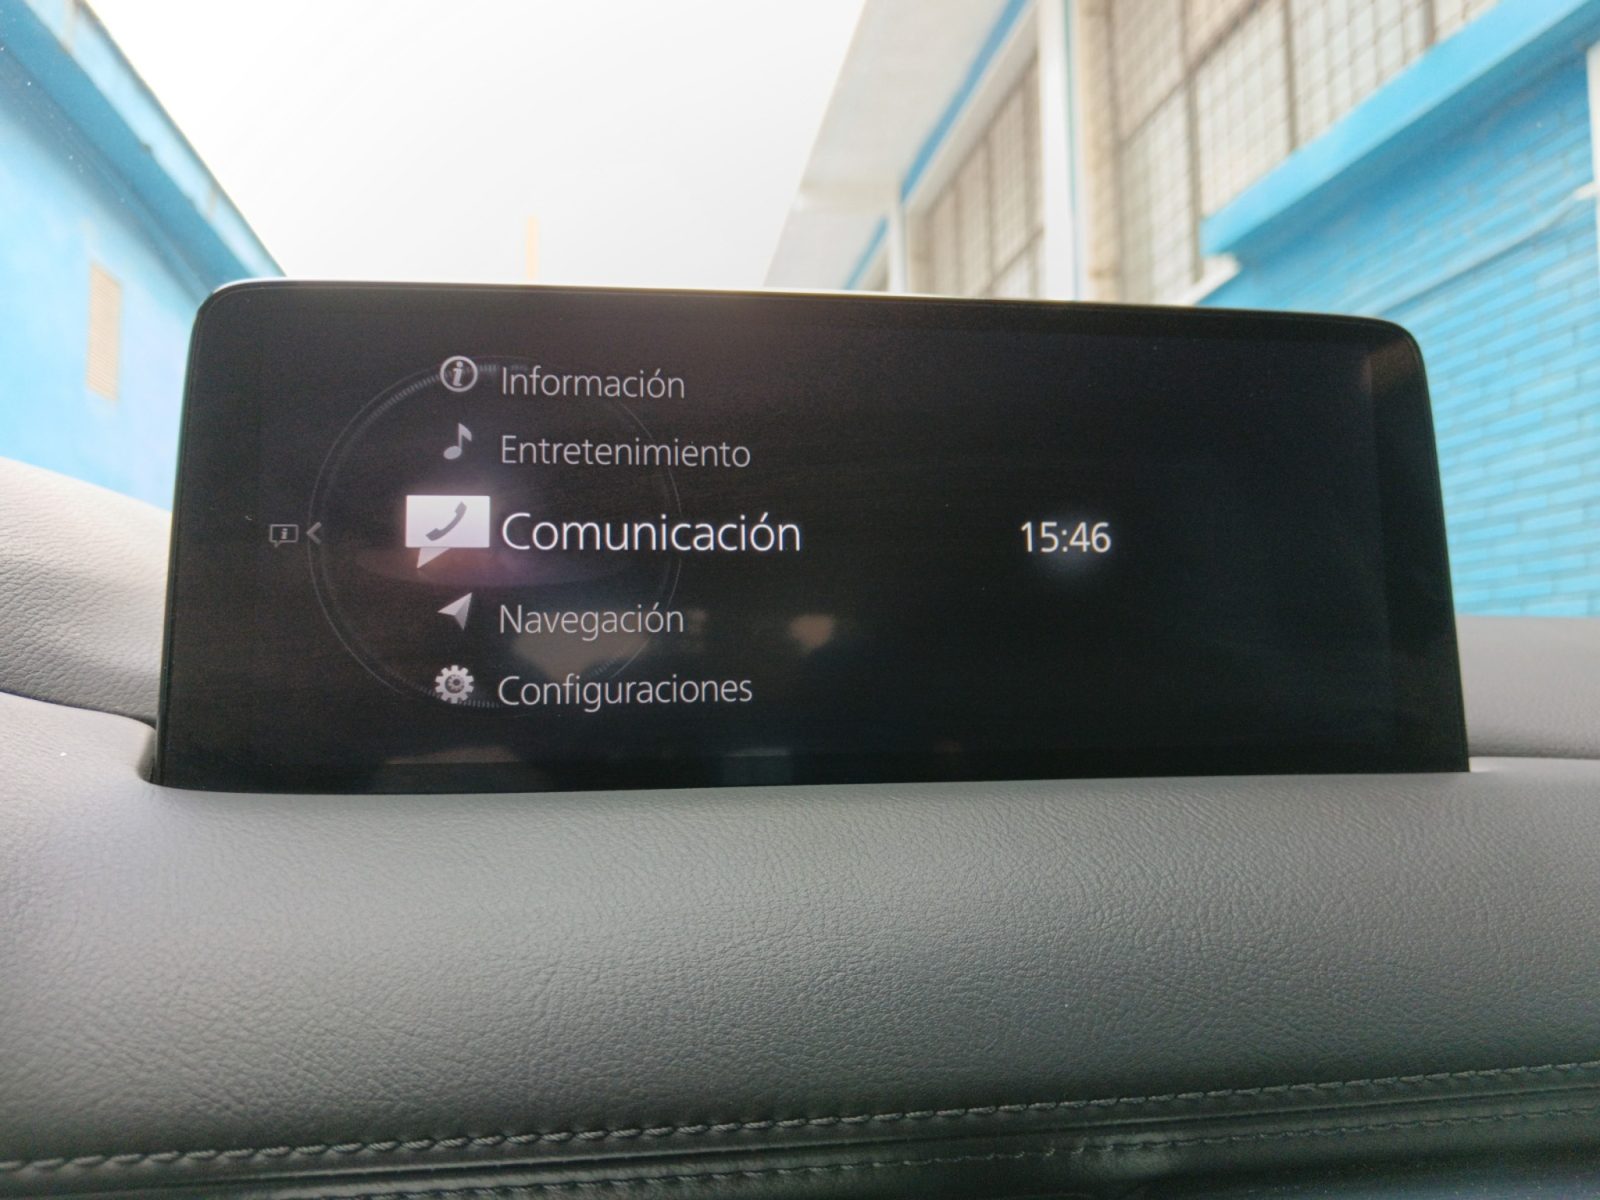 Información
Entretenimiento
Comunicación
15:46
Navegación
Configuraciones